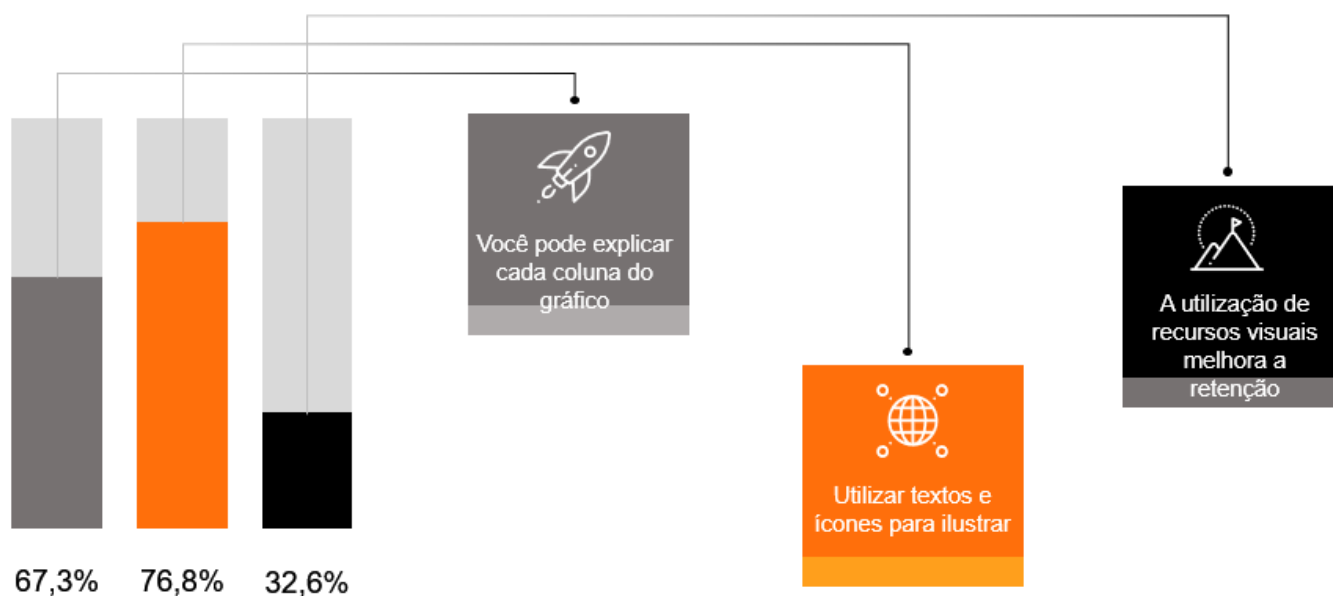 Você pode explicar
cada coluna do
gráfico
A utilização de
recursos visuais
melhora a
retenção
Utilizar textos e
ícones para ilustrar
67,3%
76,8%
32,6%